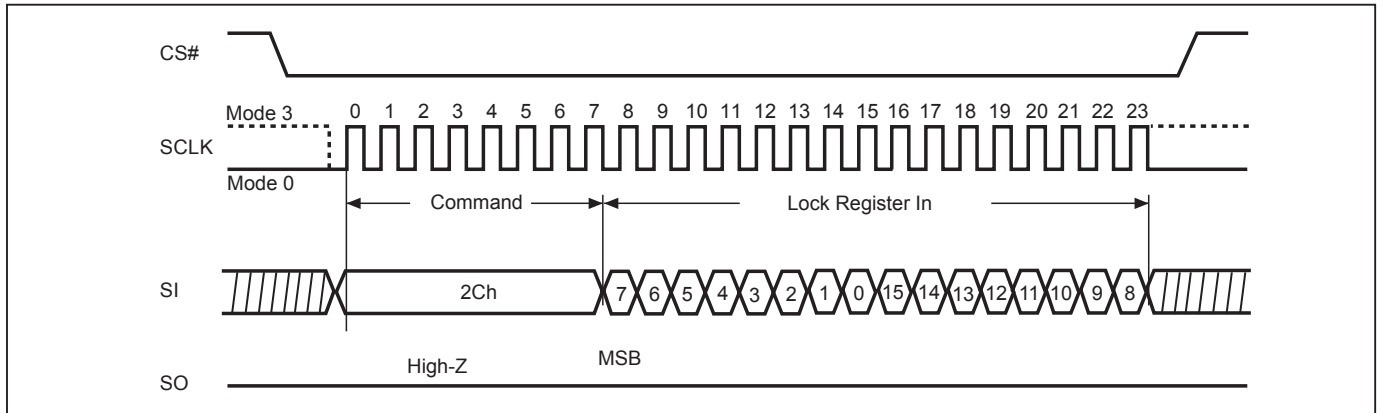 CS#
Mode 3
0 1 2 3 4 5 6 7 8 9 10 11 12 13 14 15 16 17 18 19 20 21 22 23
SCLK
Mode 0
Command
Lock Register In
SI
2Ch
7 6 5 4 3 2 1 0 15 14 13 12 11 10 9 8
High-Z
MSB
SO